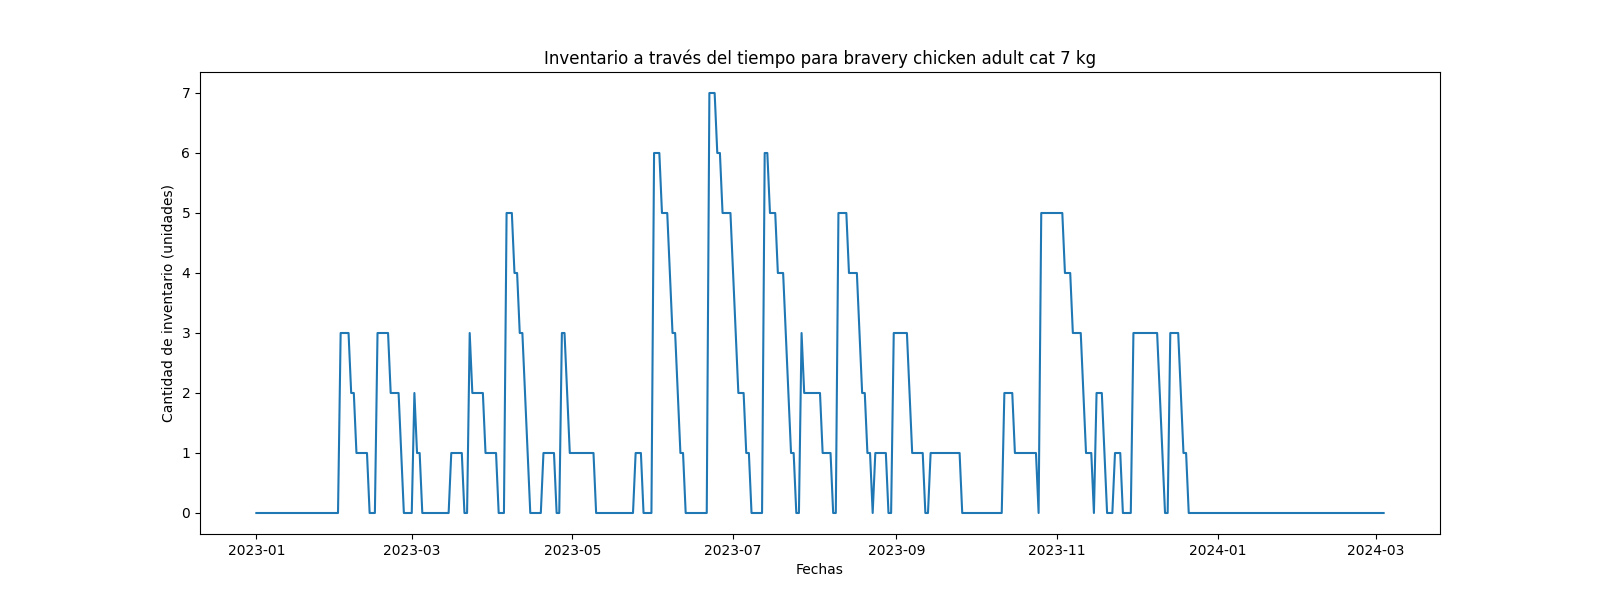 Inventario a través del tiempo para bravery chicken adult cat 7 kg
Cantidad de inventario (unidades)
7
6
5
4
3
2
1
0
2023-01 2023-03 2023-05 2023-07 2023-09 2023-11 2024-01 2024-03
Fechas